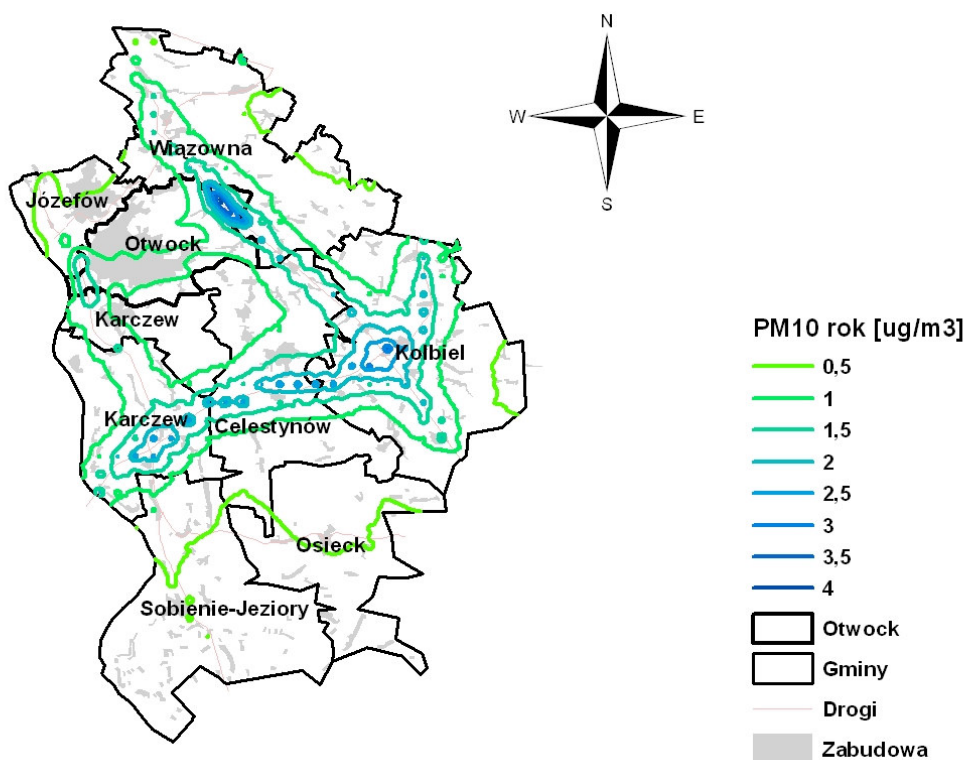 N
W
E
S
Wiązowna
Józefów
Otwock
Karczew
Kolbiel
Karczew
Celestynów
Osieck
Sobienie-Jeziory
PM10 rok [ug/m3]
0,5
1
1,5
2
2,5
3
3,5
4
Otwock
Gminy
Drogi
Zabudowa